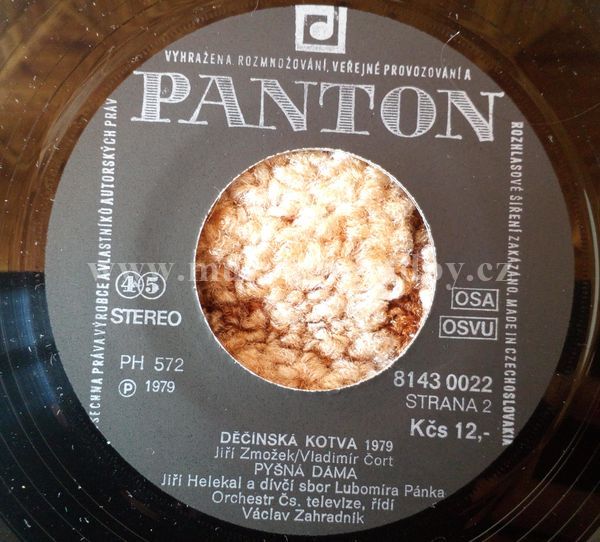 VYHRAŽENA. ROZMNOŽOVÁNÍ, VEŘEJNÉ PROVOZOVÁNÍ A
PANTON
ROZHLASOVÉ ŠÍŘENÍ ZAKÁZÁNO. MADE IN CZECHOSLOVAKIA
ŠECHNA PRÁVA VÝROBCE A VLASTNÍKŮ AUTORSKÝCH PRÁV
45
STEREO
PH 572
Ⓟ 1979
OSA
OSVU
8143 0022
STRANA 2
Kčs 12,-
DĚČÍNSKÁ KOTVA 1979
Jiří Zmožek/Vladimír Čort
PYŠNÁ DÁMA
Jiří Helekal a dívčí sbor Lubomíra Pánka
Orchestr Čs. televize, řídí
Václav Zahradník